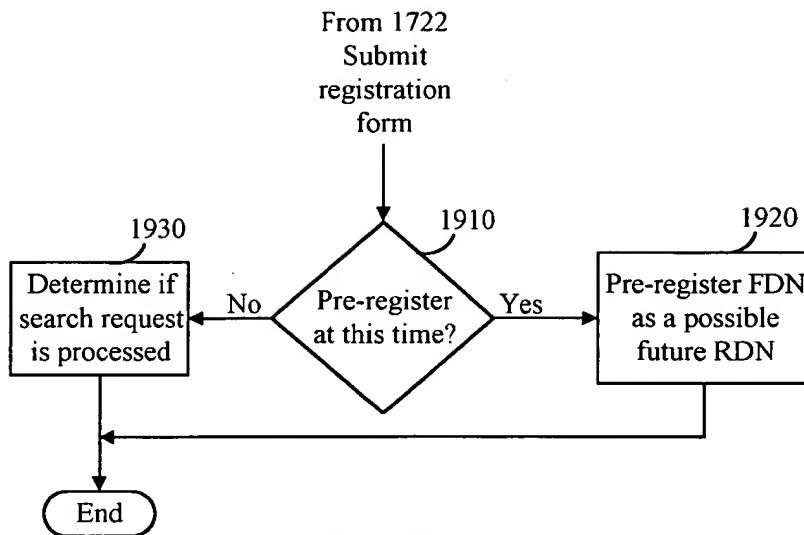 From 1722
Submit
registration
form
1930
1910
1920
Determine if
search request
is processed
No
Pre-register
at this time?
Yes
Pre-register FDN
as a possible
future RDN
End